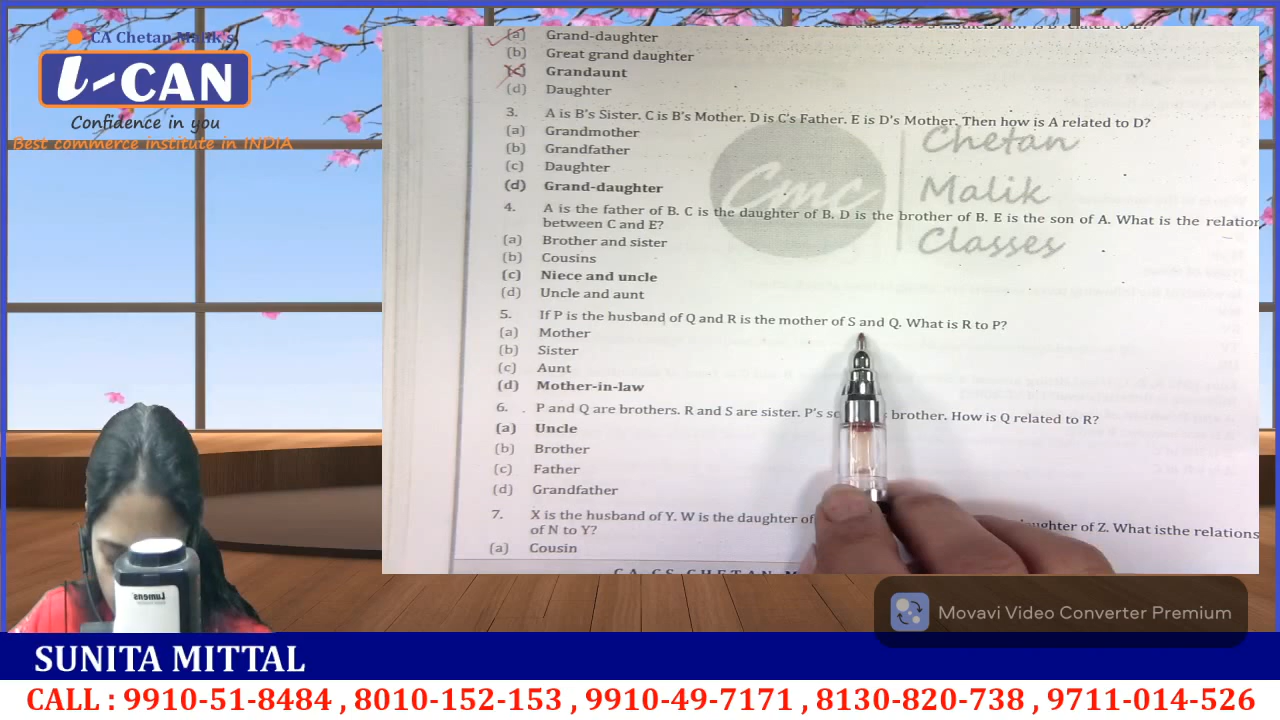 CA Chetan Malik's
i-CAN
Confidence in you
Best commerce institute in INDIA
(a) Grand-daughter
(b) Great grand daughter
Grandaunt
(d) Daughter
3. A is B's Sister. C is B's Mother. D is C's Father. E is D's Mother. Then how is A related to D?
(a) Grandmother
(b) Grandfather
(c) Daughter
(d) Grand-daughter
4. A is the father of B. C is the daughter of B. D is the brother of B. E is the son of A. What is the relation
between C and E?
(a) Brother and sister
(b) Cousins
(c) Niece and uncle
(d) Uncle and aunt
5. If P is the husband of Q and R is the mother of S and Q. What is R to P?
(a) Mother
(b) Sister
(c) Aunt
(d) Mother-in-law
6. P and Q are brothers. R and S are sister. P's brother. How is Q related to R?
(a) Uncle
(b) Brother
(c) Father
(d) Grandfather
7. X is the husband of Y. W is the daughter of daughter of Z. What isthe relations
of N to Y?
(a) Cousin
cmc
Chetan
Malik
Classes
Lumens
Movavi Video Converter Premium
SUNITA MITTAL
CALL : 9910-51-8484 , 8010-152-153 , 9910-49-7171 , 8130-820-738 , 9711-014-526